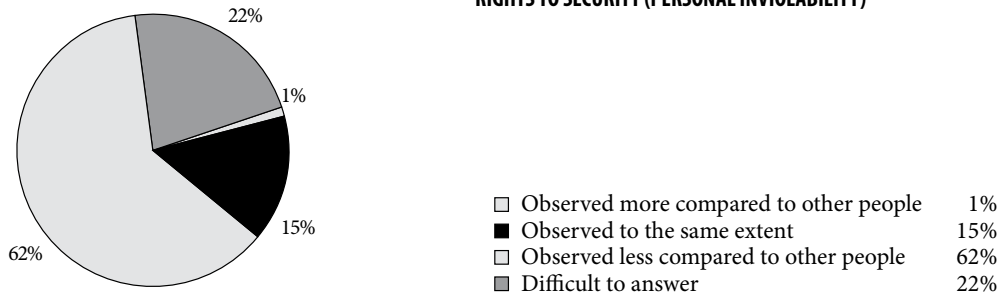 RIGHTS TO SECURITY (PERSONAL INVIOLABILITY)
22%
1%
15%
62%
Observed more compared to other people 1%
Observed to the same extent 15%
Observed less compared to other people 62%
Difficult to answer 22%